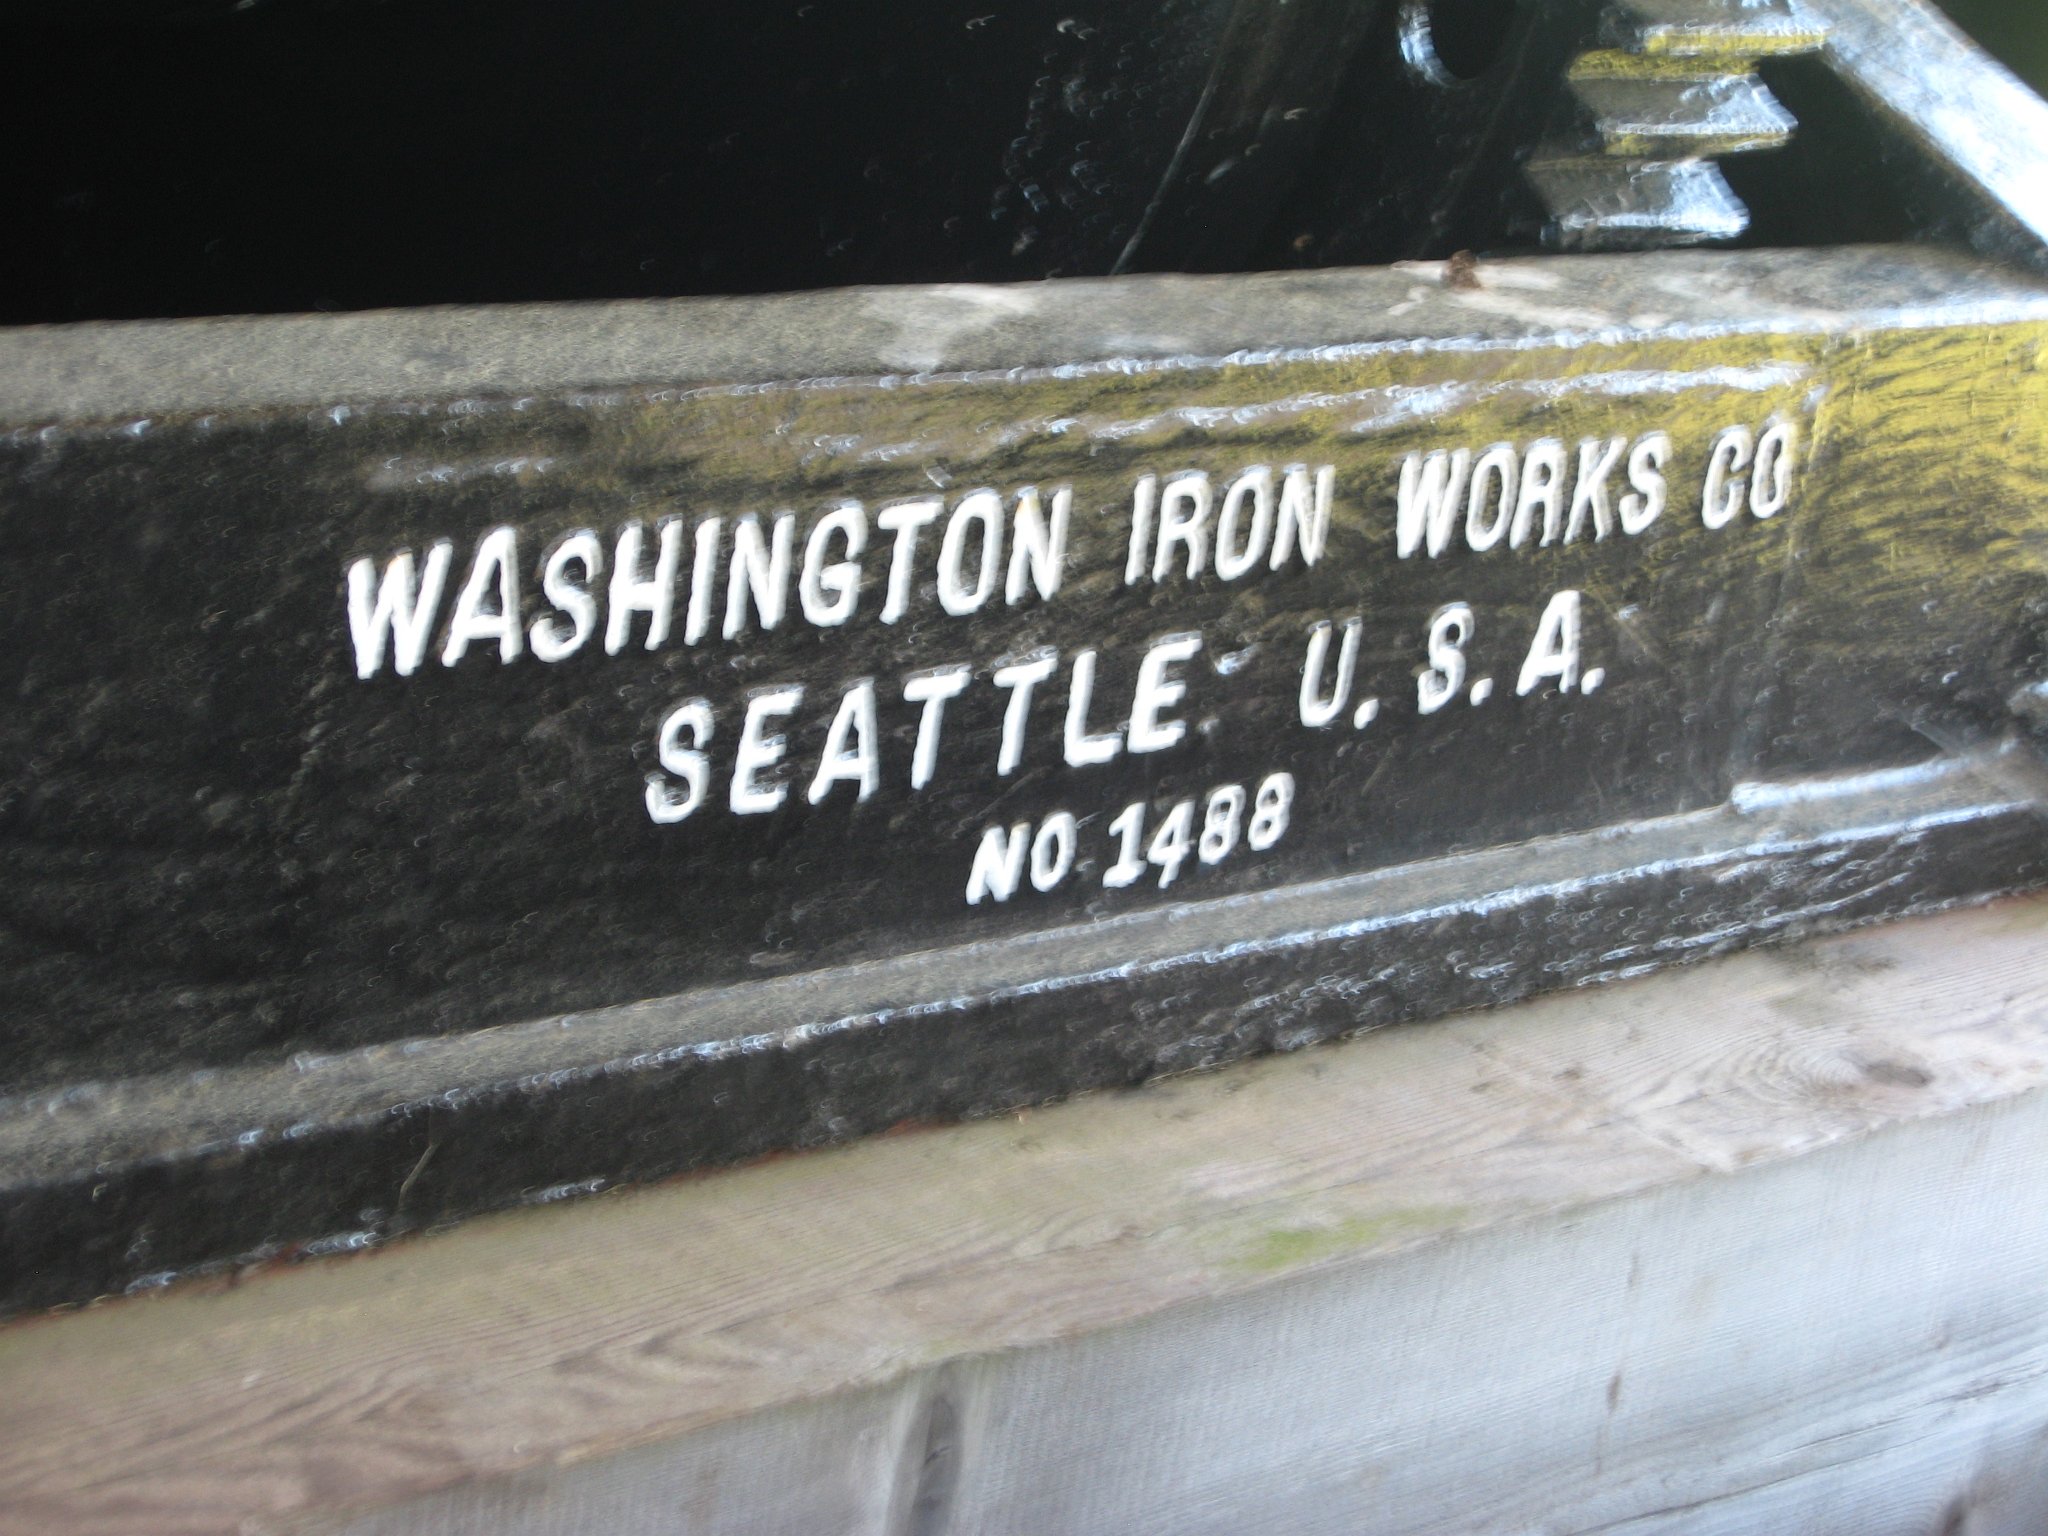 WASHINGTON IRON WORKS CO
SEATTLE. U.S.A.
NO.1488